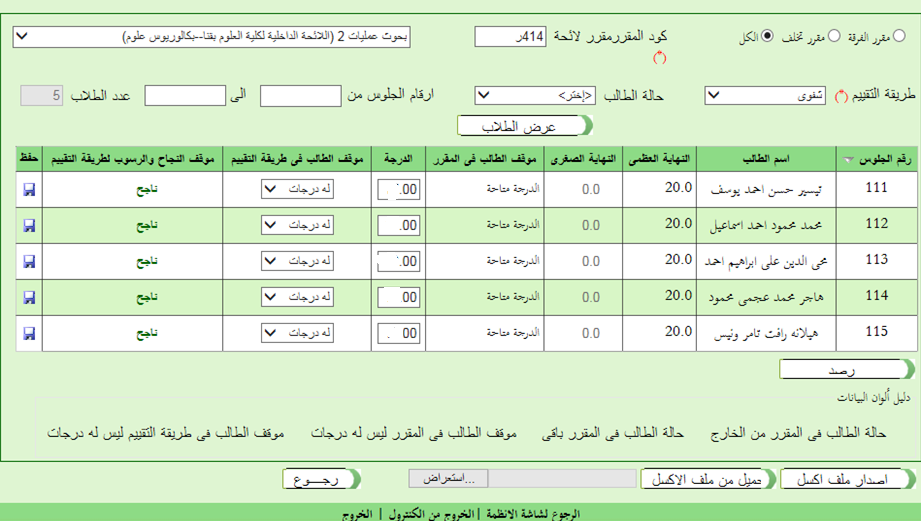 مقرر الفرقة مقرر تخلف الكل كود المقررمقرر لائحة 414ر بحوث عمليات 2 (اللائحة الداخلية لكلية العلوم بقنا--بكالوريوس علوم)
(*)
طريقة التقييم (*) شفوى حالة الطالب <إختر> ارقام الجلوس من الى عدد الطلاب 5
عرض الطلاب
رقم الجلوس اسم الطالب النهاية العظمى النهاية الصغرى موقف الطالب فى المقرر الدرجة موقف الطالب فى طريقة التقييم موقف النجاح والرسوب لطريقة التقييم حفظ
111 تيسير حسن احمد يوسف 20.0 0.0 الدرجة متاحة .00 له درجات ناجح
112 محمد محمود احمد اسماعيل 20.0 0.0 الدرجة متاحة .00 له درجات ناجح
113 محى الدين على ابراهيم احمد 20.0 0.0 الدرجة متاحة .00 له درجات ناجح
114 هاجر محمد عجمى محمود 20.0 0.0 الدرجة متاحة 00 له درجات ناجح
115 هيلانه رافت تامر ونيس 20.0 0.0 الدرجة متاحة 00 له درجات ناجح
رصد
دليل ألوان البيانات
حالة الطالب فى المقرر من الخارج حالة الطالب فى المقرر باقى موقف الطالب فى المقرر ليس له درجات موقف الطالب فى طريقة التقييم ليس له درجات
اصدار ملف اكسل حميل من ملف الاكسل استعراض... رجـــوع
الرجوع لشاشة الانظمة | الخروج من الكنترول | الخروج